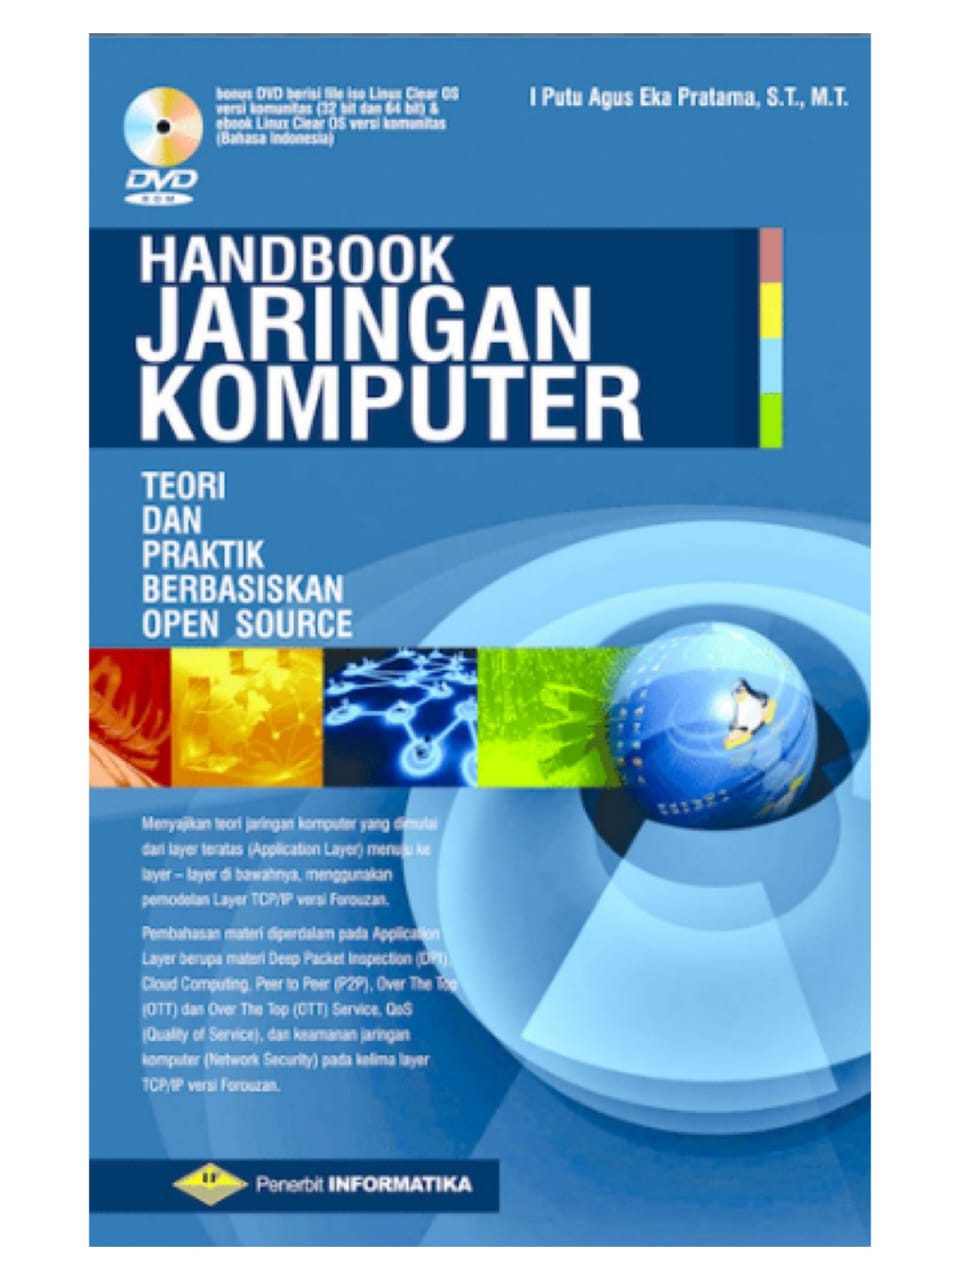 bonus DVD berisi file iso Linux Clear OS
versi komunitas (32 bit dan 64 bit) &
ebook Linux Clear OS versi komunitas
(Bahasa Indonesia)
I Putu Agus Eka Pratama, S.T., M.T.
DVD
ROM
HANDBOOK
JARINGAN
KOMPUTER
TEORI
DAN
PRAKTIK
BERBASISKAN
OPEN SOURCE
Menyajikan teori jaringan komputer yang dimulai
dari layer teratas (Application Layer) menuju ke
layer – layer di bawahnya, menggunakan
pemodelan Layer TCP/IP versi Forouzan.
Pembahasan materi diperdalam pada Application
Layer berupa materi Deep Packet Inspection (DPI),
Cloud Computing, Peer to Peer (P2P), Over The Top
(OTT) dan Over The Top (OTT) Service, QoS
(Quality of Service), dan keamanan jaringan
komputer (Network Security) pada kelima layer
TCP/IP versi Forouzan.
IF
Penerbit INFORMATIKA